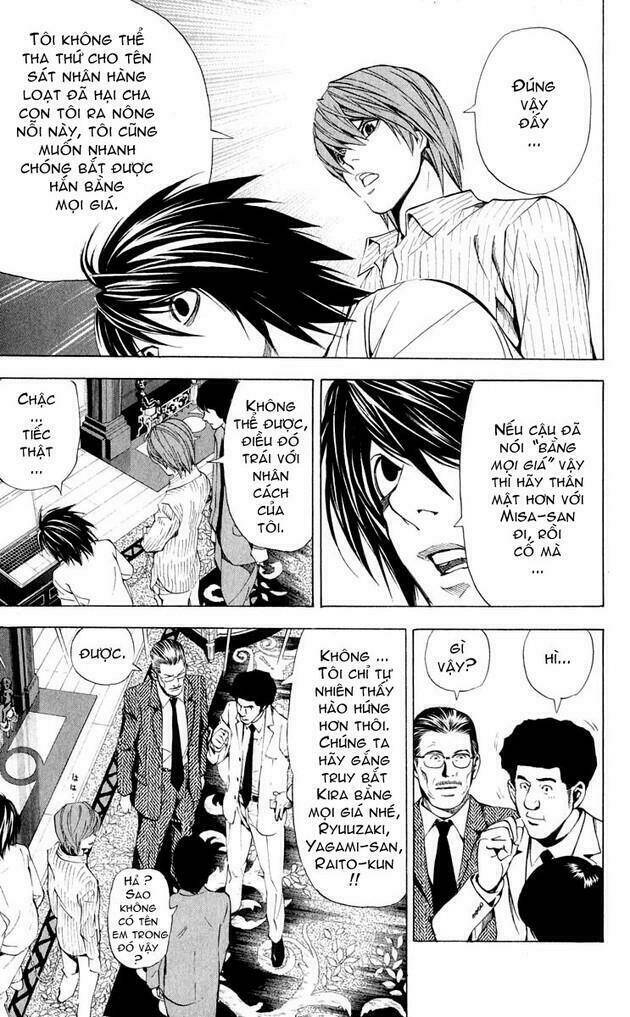 ĐÚNG
VẬY
ĐẤY
...
TÔI KHÔNG THỂ
THA THỨ CHO TÊN
SÁT NHÂN HÀNG
LOẠT ĐÃ HẠI CHA
CON TÔI RA NÔNG
NỖI NÀY, TÔI CŨNG
MUỐN NHANH
CHÓNG BẮT ĐƯỢC
HẮN BẰNG
MỌI GIÁ.
NẾU CẬU ĐÃ
NÓI "BẰNG
MỌI GIÁ" VẬY
THÌ HÃY THÂN
MẬT HƠN VỚI
MISA-SAN
ĐI, RỒI
CỐ MÀ
...
KHÔNG
THỂ ĐƯỢC,
ĐIỀU ĐÓ
TRÁI VỚI
NHÂN
CÁCH
CỦA
TÔI.
CHẬC
...
TIẾC
THẬT
...
HÌ...
GÌ
VẬY?
KHÔNG ...
TÔI CHỈ TỰ
NHIÊN THẤY
HÀO HỨNG
HƠN THÔI.
CHÚNG TA
HÃY GẮNG
TRUY BẮT
KIRA BẰNG
MỌI GIÁ NHÉ,
RYUUZAKI,
YAGAMI-SAN,
RAITO-KUN
!!
ĐƯỢC.
HẢ ?
SAO
KHÔNG
CÓ TÊN
EM TRONG
ĐÓ VẬY
?